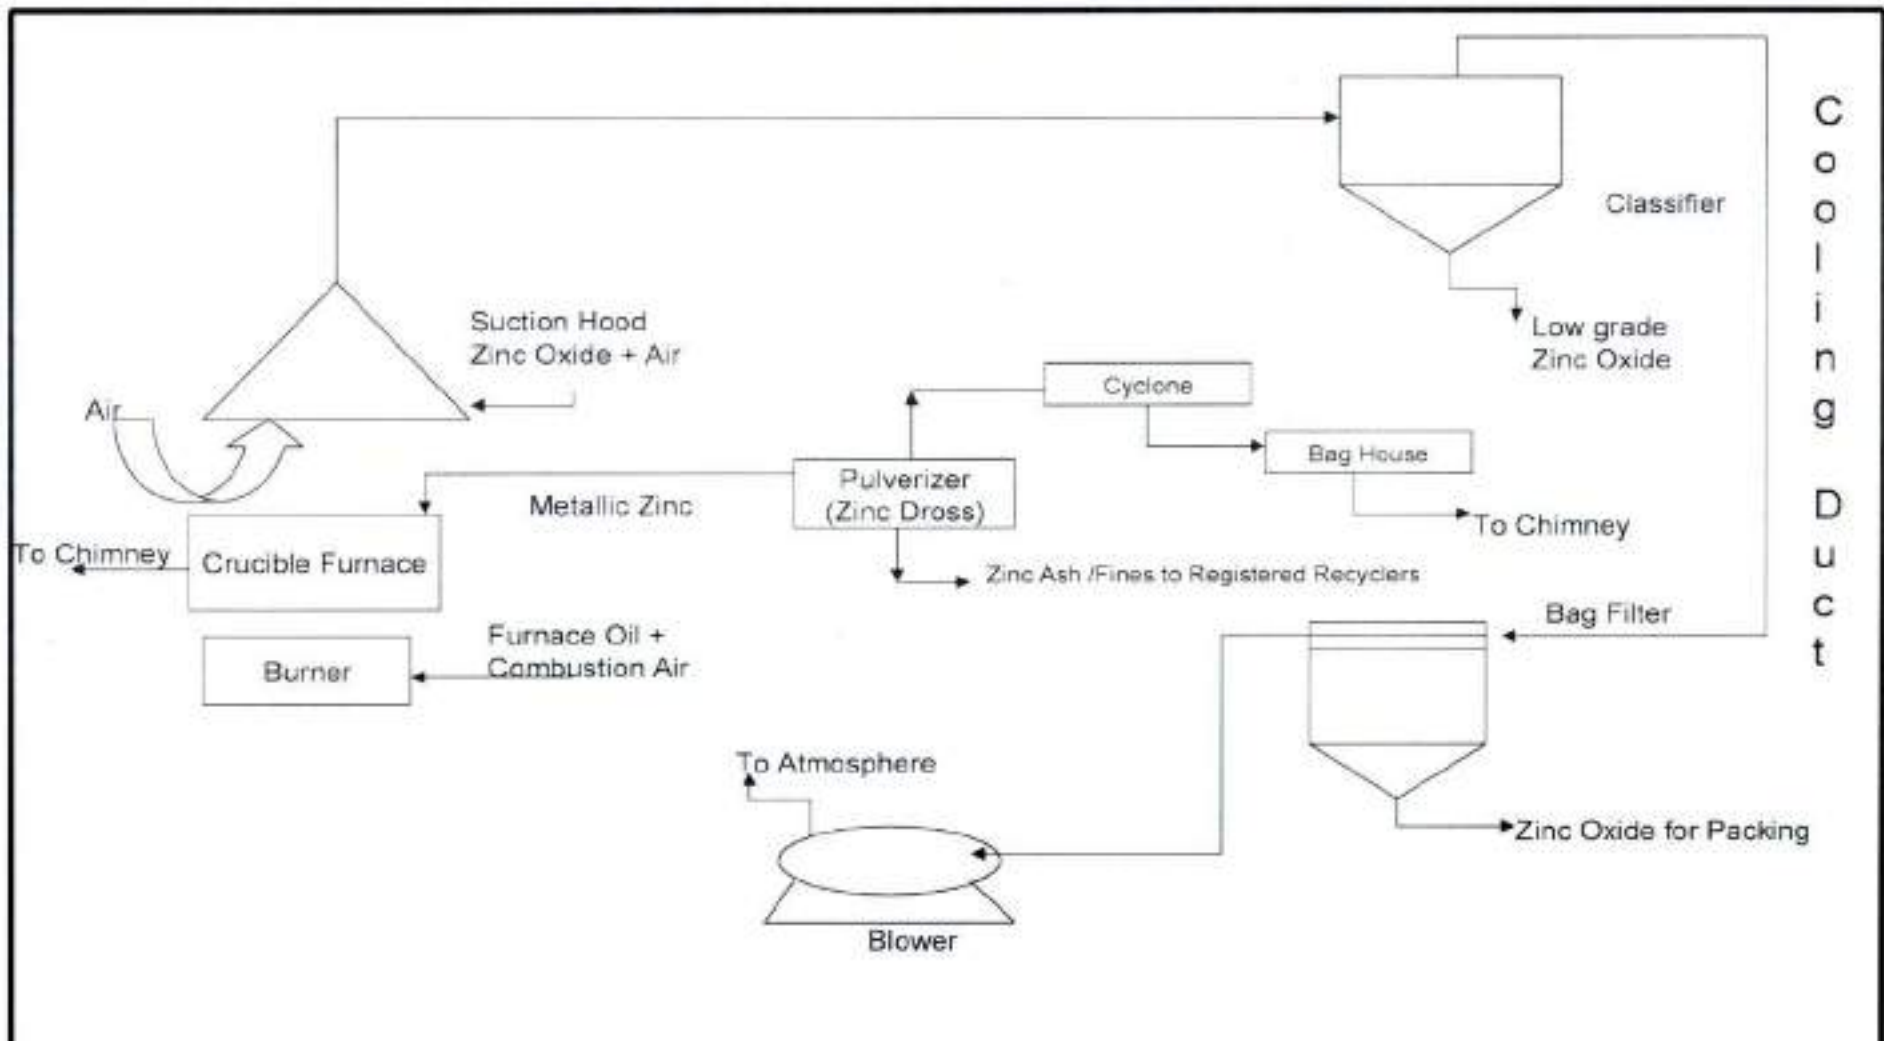 Cooling Duct
Classifier
Low grade
Zinc Oxide
Suction Hood
Zinc Oxide + Air
Air
Cyclone
Bag House
To Chimney
Pulverizer
(Zinc Dross)
Metallic Zinc
Zinc Ash /Fines to Registered Recyclers
To Chimney
Crucible Furnace
Burner
Furnace Oil +
Combustion Air
Bag Filter
Zinc Oxide for Packing
To Atmosphere
Blower